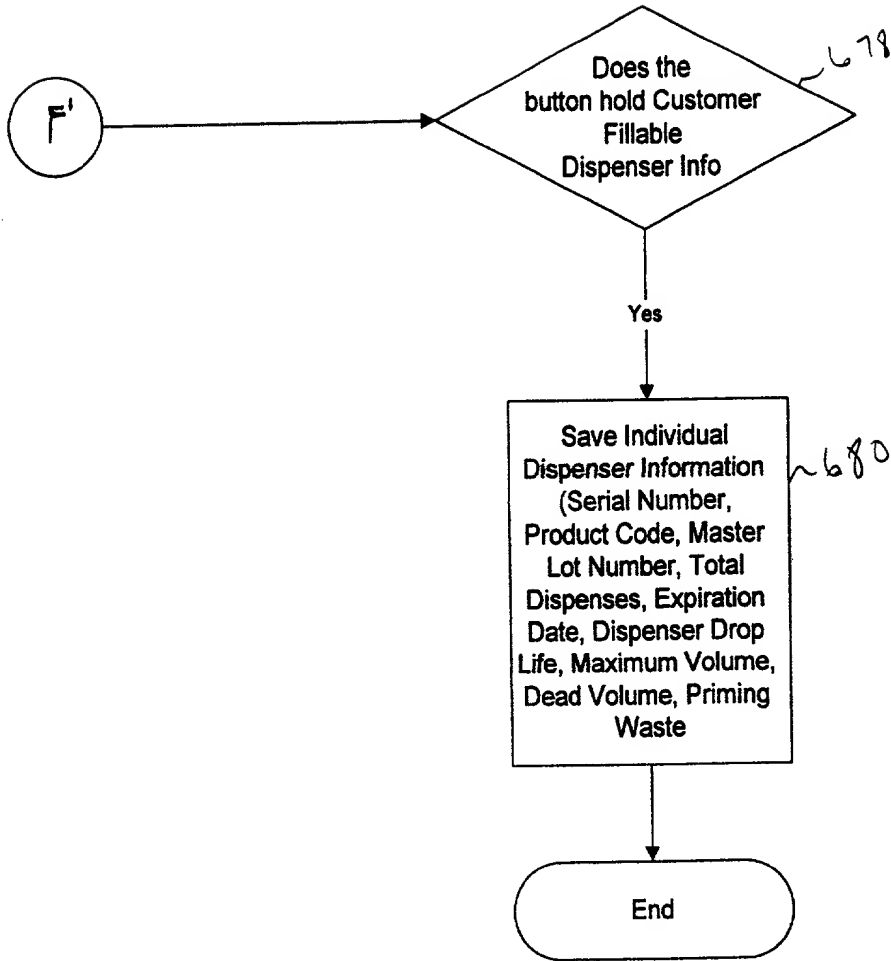 F'
Does the
button hold Customer
Fillable
Dispenser Info
678
Yes
Save Individual
Dispenser Information
(Serial Number,
Product Code, Master
Lot Number, Total
Dispenses, Expiration
Date, Dispenser Drop
Life, Maximum Volume,
Dead Volume, Priming
Waste
680
End